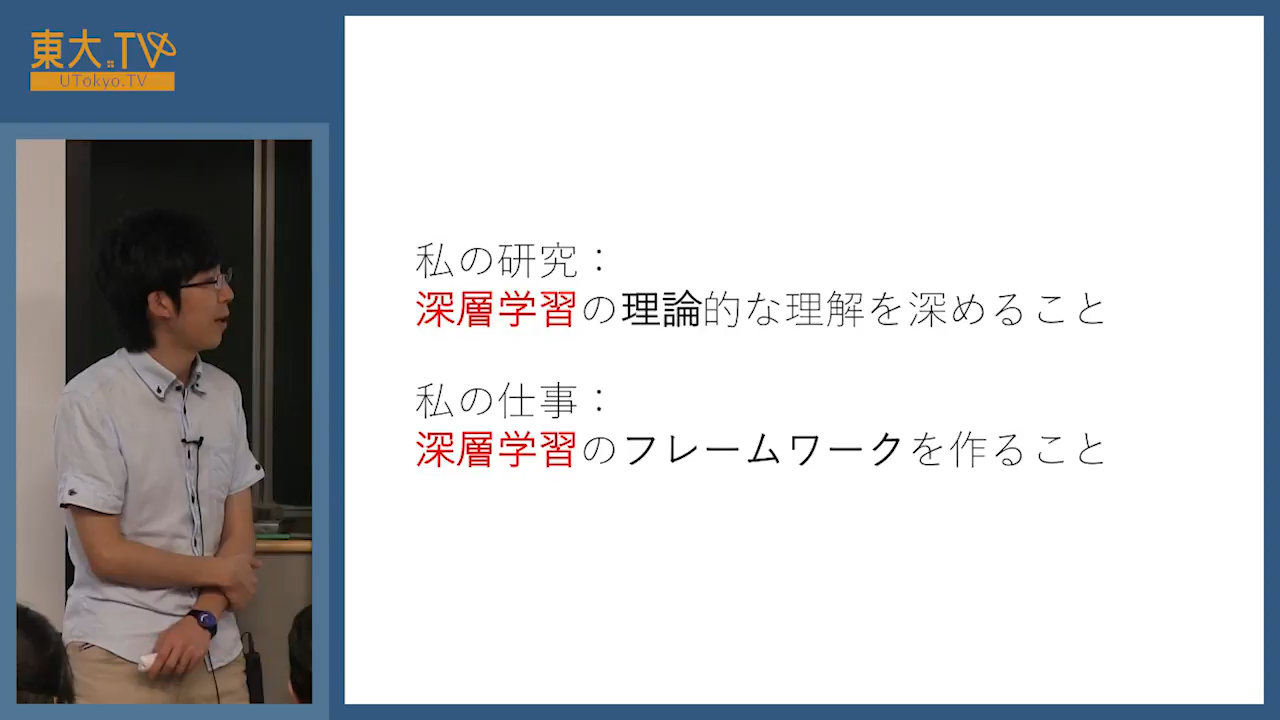 東大.TV
UTokyo.TV
私の研究：
深層学習の理論的な理解を深めること
私の仕事：
深層学習のフレームワークを作ること